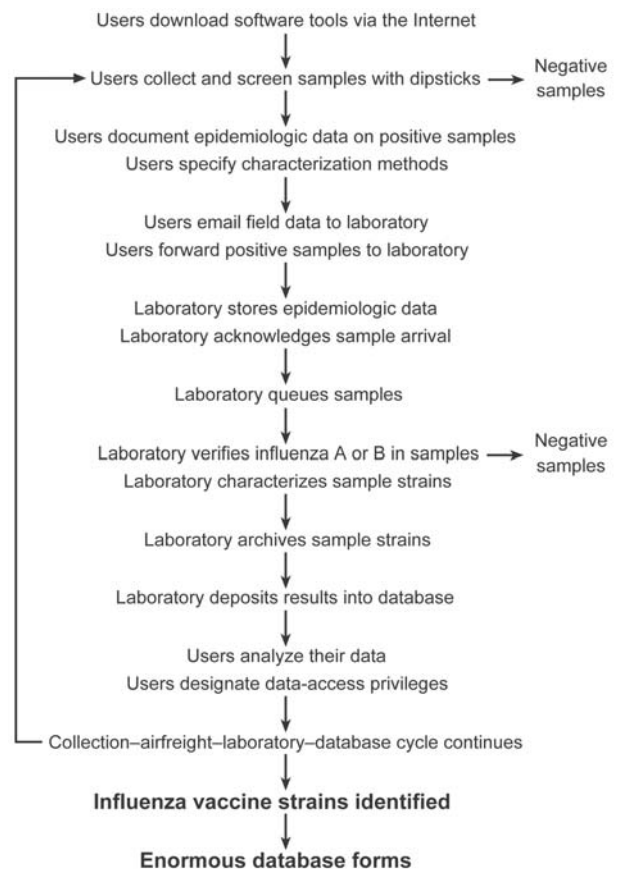 Users download software tools via the Internet
Users collect and screen samples with dipsticks
Negative
samples
Users document epidemiologic data on positive samples
Users specify characterization methods
Users email field data to laboratory
Users forward positive samples to laboratory
Laboratory stores epidemiologic data
Laboratory acknowledges sample arrival
Laboratory queues samples
Laboratory verifies influenza A or B in samples
Negative
samples
Laboratory characterizes sample strains
Laboratory archives sample strains
Laboratory deposits results into database
Users analyze their data
Users designate data-access privileges
Collection–airfreight–laboratory–database cycle continues
Influenza vaccine strains identified
Enormous database forms